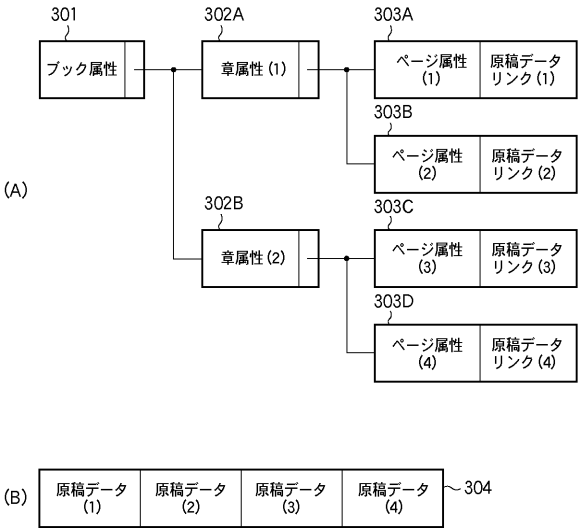 301
302A
303A
ブック属性
章属性(1)
ページ属性
(1)
原稿データ
リンク(1)
303B
ページ属性
(2)
原稿データ
リンク(2)
(A)
302B
303C
章属性(2)
ページ属性
(3)
原稿データ
リンク(3)
303D
ページ属性
(4)
原稿データ
リンク(4)
(B)
原稿データ
(1)
原稿データ
(2)
原稿データ
(3)
原稿データ
(4)
304